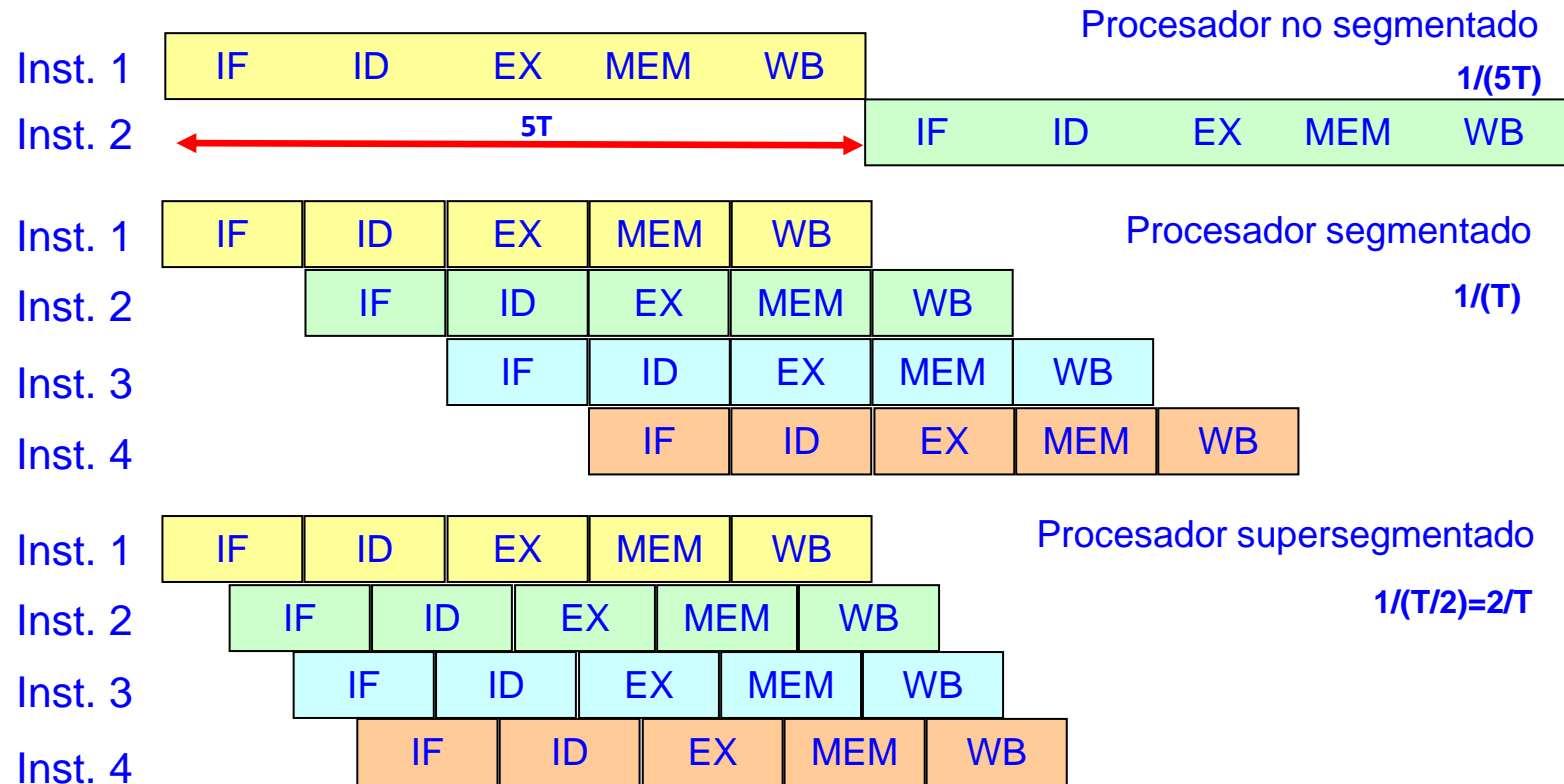 Procesador no segmentado
Inst. 1 IF ID EX MEM WB 1/(5T)
Inst. 2 5T IF ID EX MEM WB
Inst. 1 IF ID EX MEM WB Procesador segmentado
Inst. 2 IF ID EX MEM WB 1/(T)
Inst. 3 IF ID EX MEM WB
Inst. 4 IF ID EX MEM WB
Inst. 1 IF ID EX MEM WB Procesador supersegmentado
Inst. 2 IF ID EX MEM WB 1/(T/2)=2/T
Inst. 3 IF ID EX MEM WB
Inst. 4 IF ID EX MEM WB